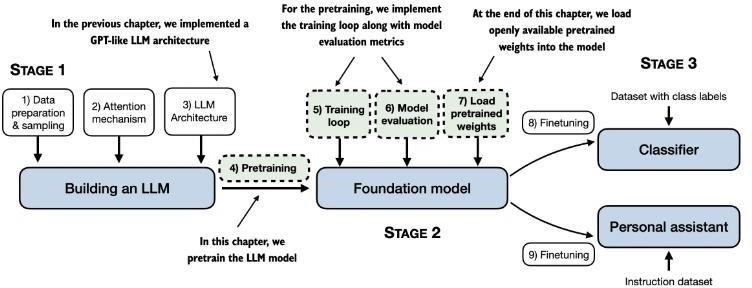 In the previous chapter, we implemented a
GPT-like LLM architecture
For the pretraining, we implement
the training loop along with model
evaluation metrics
At the end of this chapter, we load
openly available pretrained
weights into the model
STAGE 1
STAGE 3
1) Data
preparation
& sampling
2) Attention
mechanism
3) LLM
Architecture
5) Training
loop
6) Model
evaluation
7) Load
pretrained
weights
Dataset with class labels
8) Finetuning
Classifier
4) Pretraining
Building an LLM
Foundation model
STAGE 2
In this chapter, we
pretrain the LLM model
Personal assistant
9) Finetuning
Instruction dataset